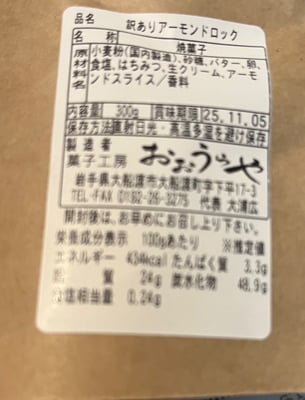 品名 訳ありアーモンドロック
名称 焼菓子
原材料名 小麦粉(国内製造)、砂糖、バター、卵、
食塩、はちみつ、生クリーム、アーモ
ンドスライス/香料
内容量 300g 賞味期限 25.11.05
保存方法 直射日光・高温多湿を避け保存
製造者
菓子工房 おおうらや
岩手県大船渡市大船渡町字下平17-3
TEL・FAX 0192-26-3275 代表 大浦広
開封後は、お早めにお召し上り下さい。
栄養成分表示 100gあたり ※推定値
エネルギー 434kcal たんぱく質 3.3g
脂質 24g 炭水化物 48.9g
食塩相当量 0.24g